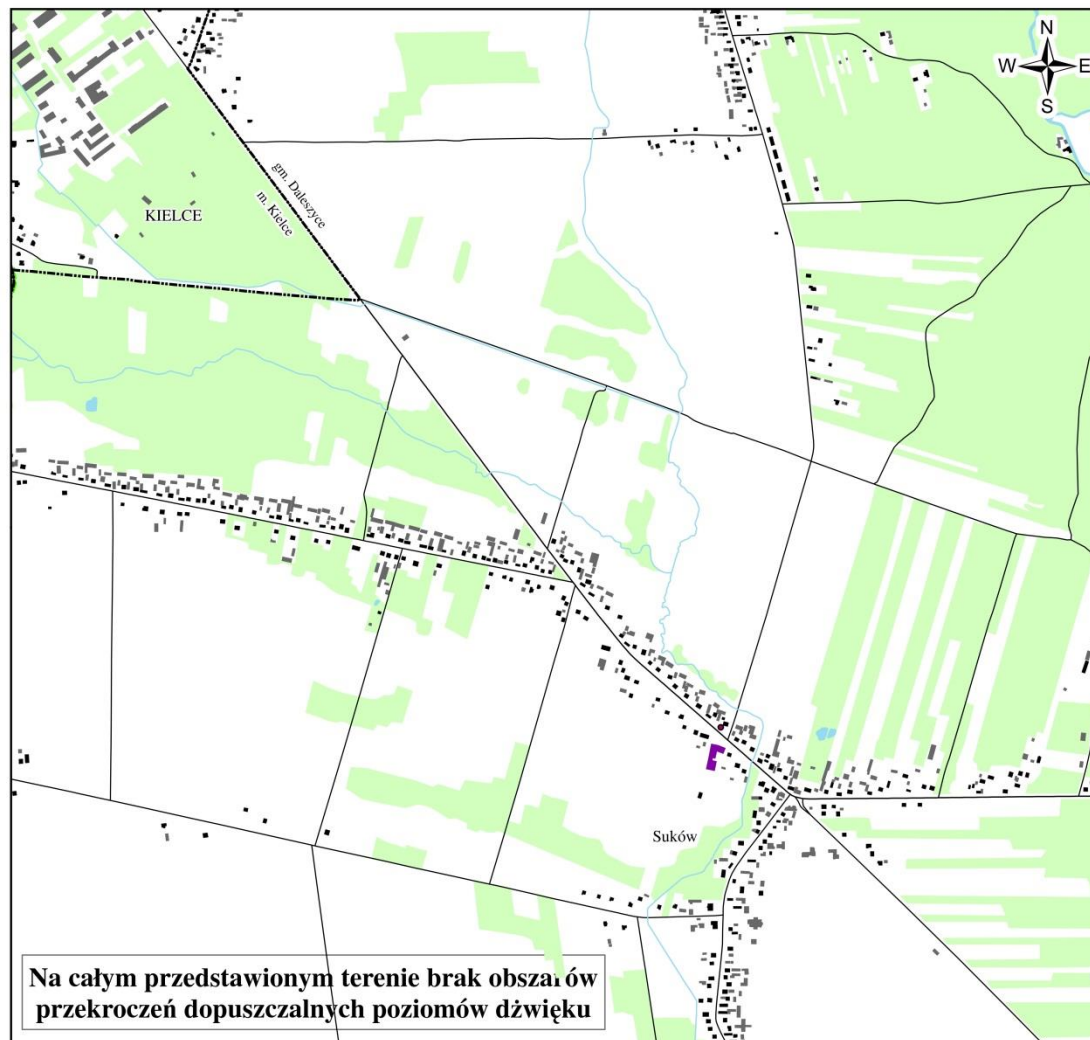 N
W E
S
gm. Daleszyce
m. Kielce
KIELCE
Suków
Na całym przedstawionym terenie brak obszarów
przekroczeń dopuszczalnych poziomów dźwięku